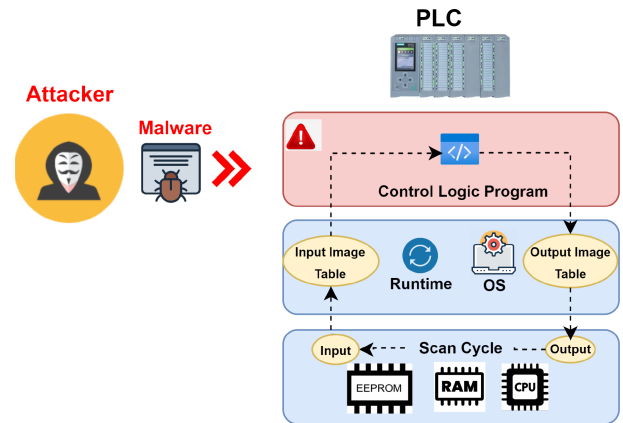 PLC
Attacker
Malware
</>
Control Logic Program
Input Image
Table
Runtime
OS
Output Image
Table
Input
Scan Cycle
Output
EEPROM
RAM
CPU